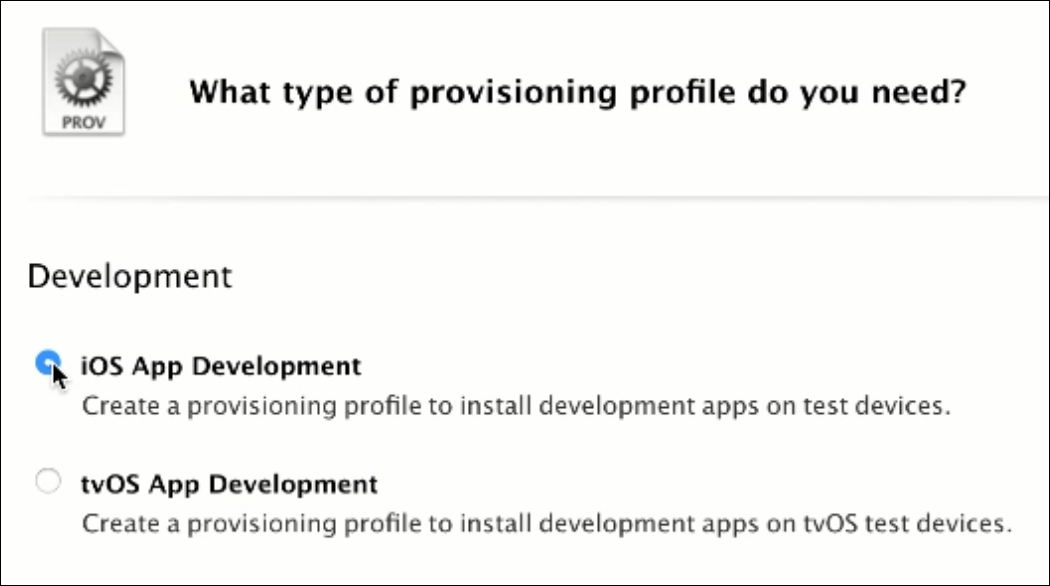 PROV
What type of provisioning profile do you need?
Development
iOS App Development
Create a provisioning profile to install development apps on test devices.
tvOS App Development
Create a provisioning profile to install development apps on tvOS test devices.